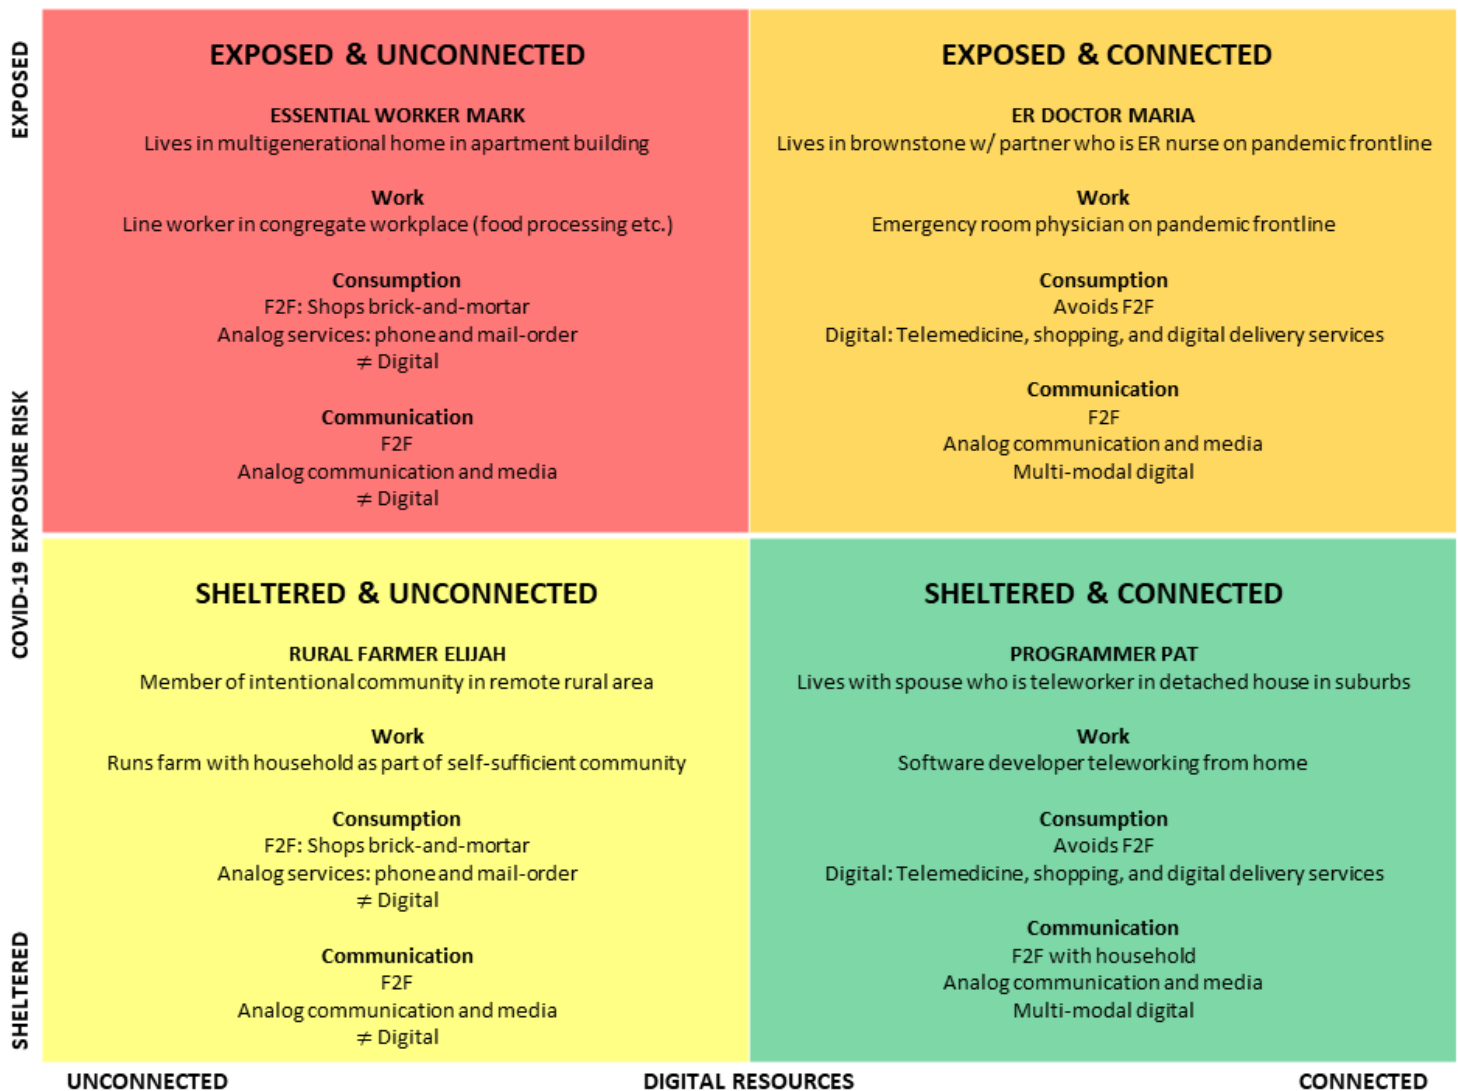 EXPOSED
COVID-19 EXPOSURE RISK
SHELTERED
EXPOSED & UNCONNECTED
ESSENTIAL WORKER MARK
Lives in multigenerational home in apartment building
Work
Line worker in congregate workplace (food processing etc.)
Consumption
F2F: Shops brick-and-mortar
Analog services: phone and mail-order
≠ Digital
Communication
F2F
Analog communication and media
≠ Digital
EXPOSED & CONNECTED
ER DOCTOR MARIA
Lives in brownstone w/ partner who is ER nurse on pandemic frontline
Work
Emergency room physician on pandemic frontline
Consumption
Avoids F2F
Digital: Telemedicine, shopping, and digital delivery services
Communication
F2F
Analog communication and media
Multi-modal digital
SHELTERED & UNCONNECTED
RURAL FARMER ELIJAH
Member of intentional community in remote rural area
Work
Runs farm with household as part of self-sufficient community
Consumption
F2F: Shops brick-and-mortar
Analog services: phone and mail-order
≠ Digital
Communication
F2F
Analog communication and media
≠ Digital
SHELTERED & CONNECTED
PROGRAMMER PAT
Lives with spouse who is teleworker in detached house in suburbs
Work
Software developer teleworking from home
Consumption
Avoids F2F
Digital: Telemedicine, shopping, and digital delivery services
Communication
F2F with household
Analog communication and media
Multi-modal digital
UNCONNECTED
DIGITAL RESOURCES
CONNECTED